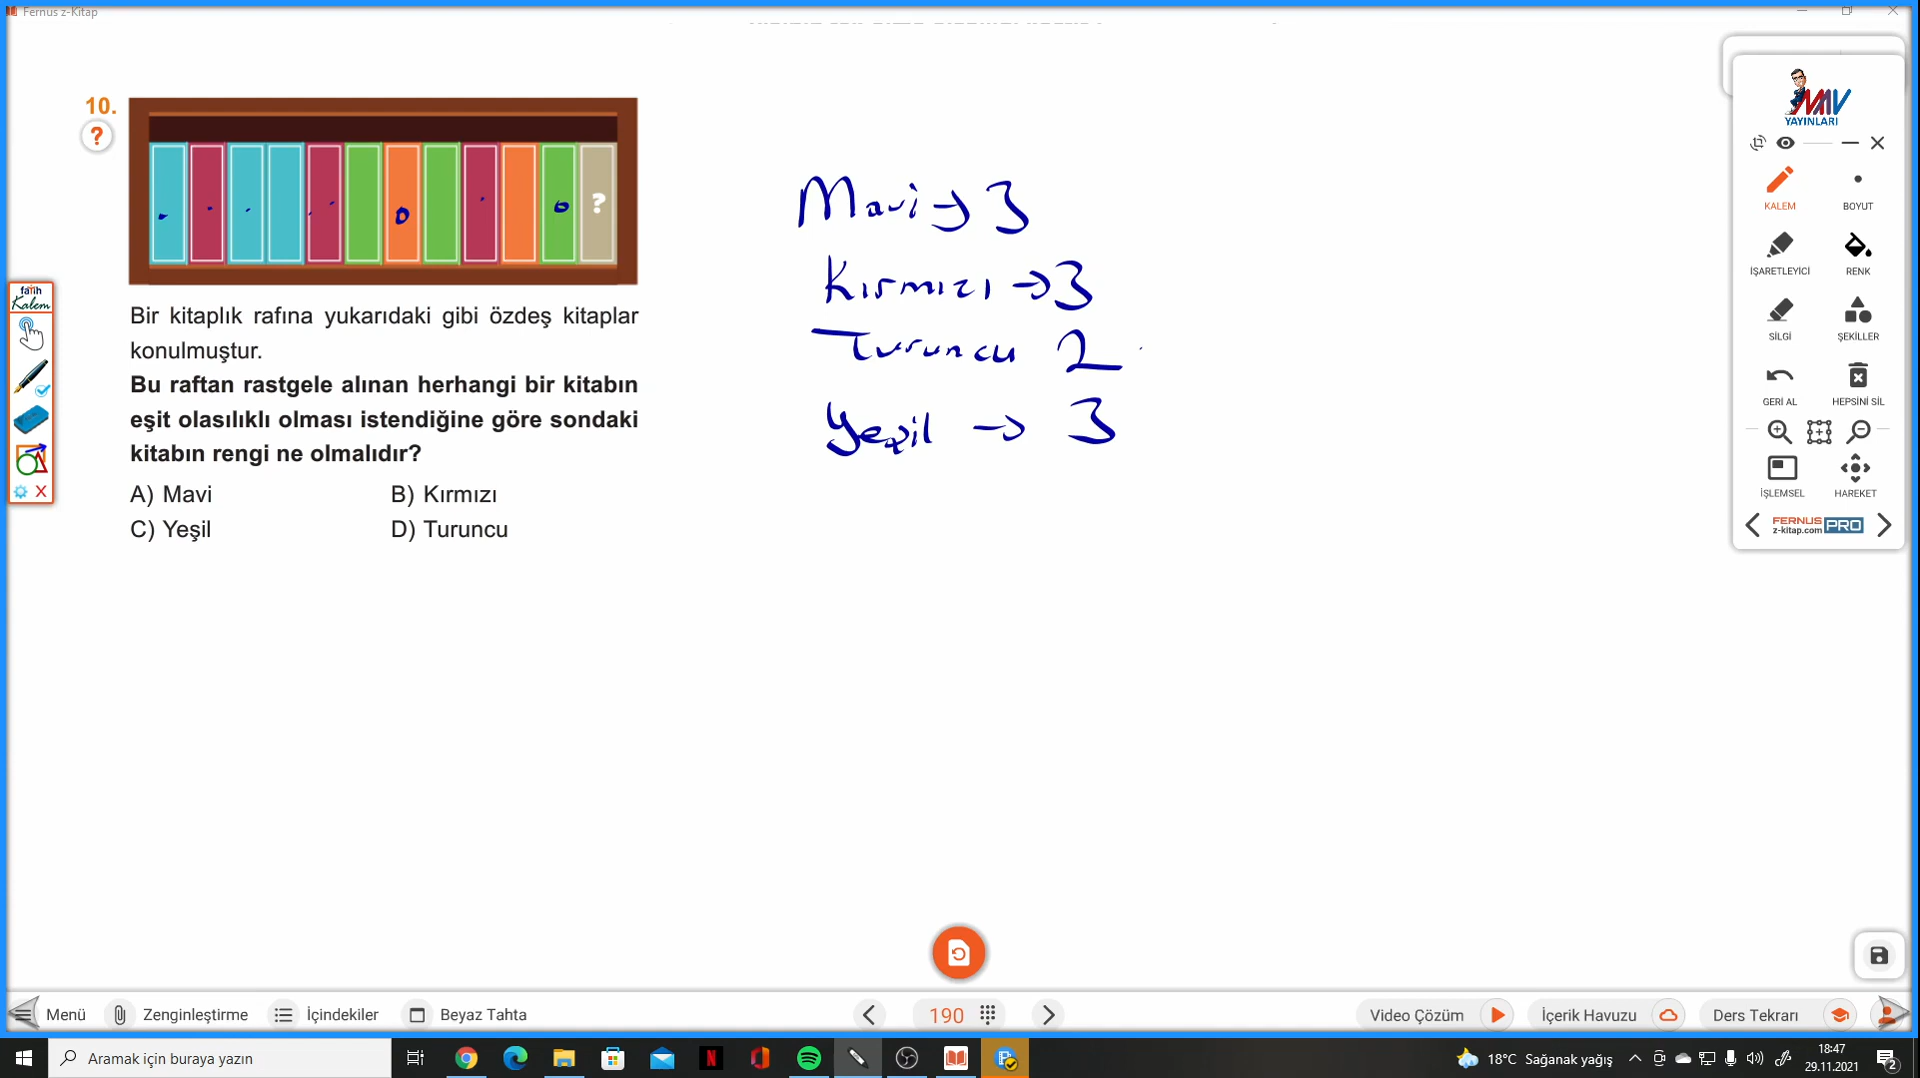 Fernus z-Kitap
10.
?
?
Bir kitaplık rafına yukarıdaki gibi özdeş kitaplar
konulmuştur.
Bu raftan rastgele alınan herhangi bir kitabın
eşit olasılıklı olması istendiğine göre sondaki
kitabın rengi ne olmalıdır?
A) Mavi
B) Kırmızı
C) Yeşil
D) Turuncu
Mavi → 3
Kırmızı → 3
Turuncu 2
Yeşil → 3
fatih
Kalem
X
MAV
YAYINLARI
KALEM
BOYUT
İŞARETLEYİCİ
RENK
SİLGİ
ŞEKİLLER
GERİ AL
HEPSİNİ SİL
İŞLEMSEL
HAREKET
FERNUS
z-kitap.com
PRO
Menü
Zenginleştirme
İçindekiler
Beyaz Tahta
190
Video Çözüm
İçerik Havuzu
Ders Tekrarı
Aramak için buraya yazın
18°C Sağanak yağış
18:47
29.11.2021
2